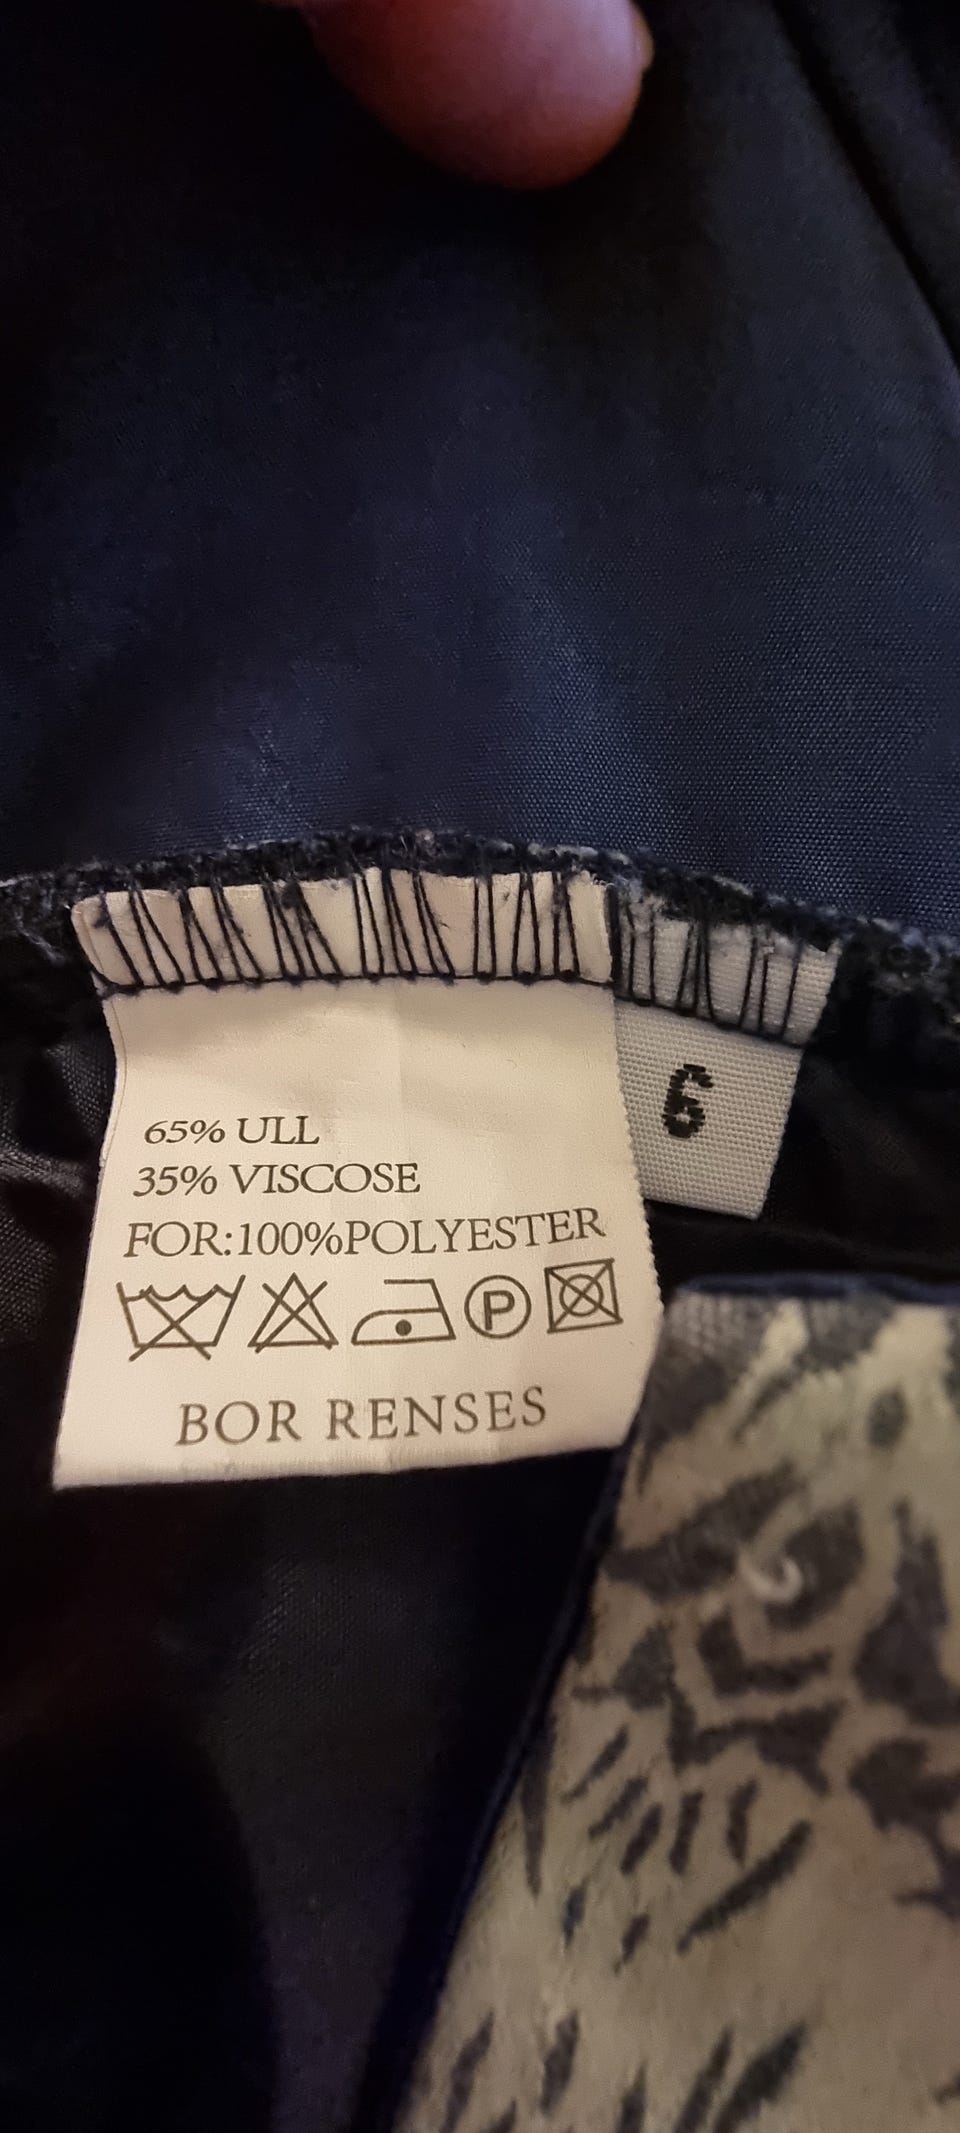 65% ULL
35% VISCOSE
FOR:100%POLYESTER
P
BOR RENSES
6